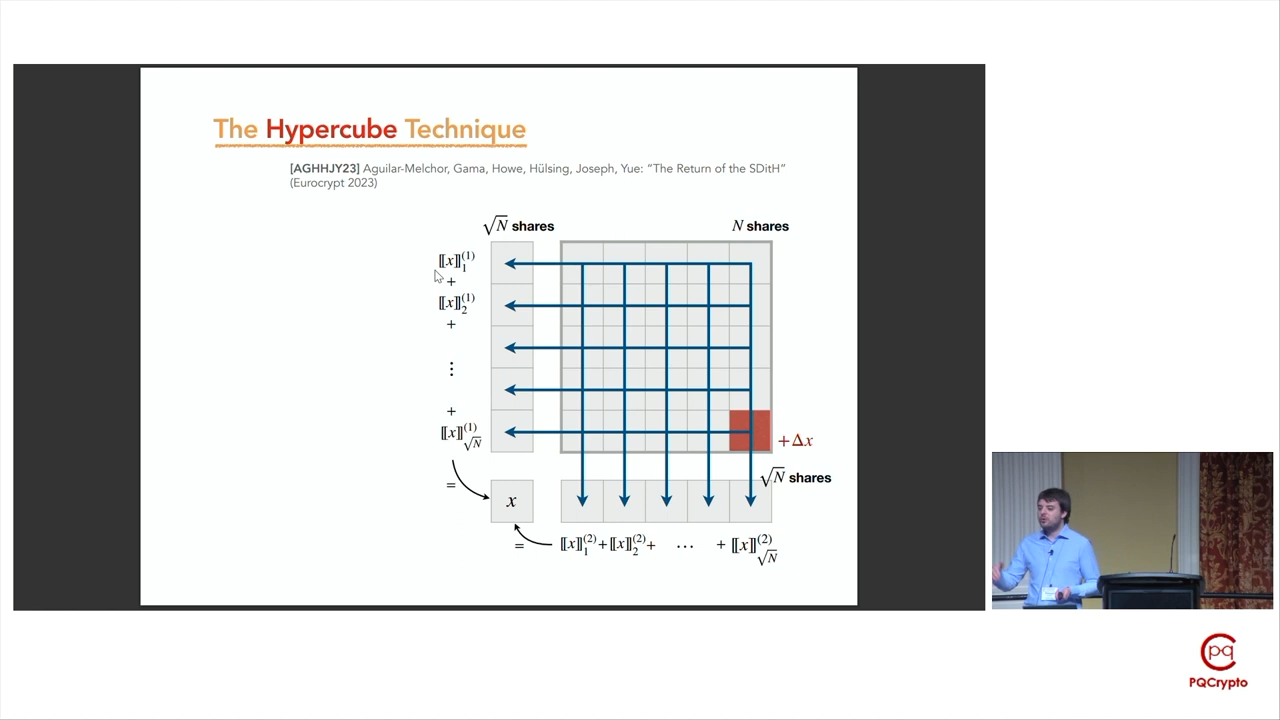 The Hypercube Technique
[AGHHJY23] Aguilar-Melchor, Gama, Howe, Hülsing, Joseph, Yue: “The Return of the SDitH”
(Eurocrypt 2023)
√N shares
N shares
⟦x⟧₁⁽¹⁾
+
⟦x⟧₂⁽¹⁾
+
⋮
+
⟦x⟧_√N⁽¹⁾
+Δx
√N shares
=
x
= ⟦x⟧₁⁽²⁾+⟦x⟧₂⁽²⁾+ … + ⟦x⟧_√N⁽²⁾
pq
PQCrypto